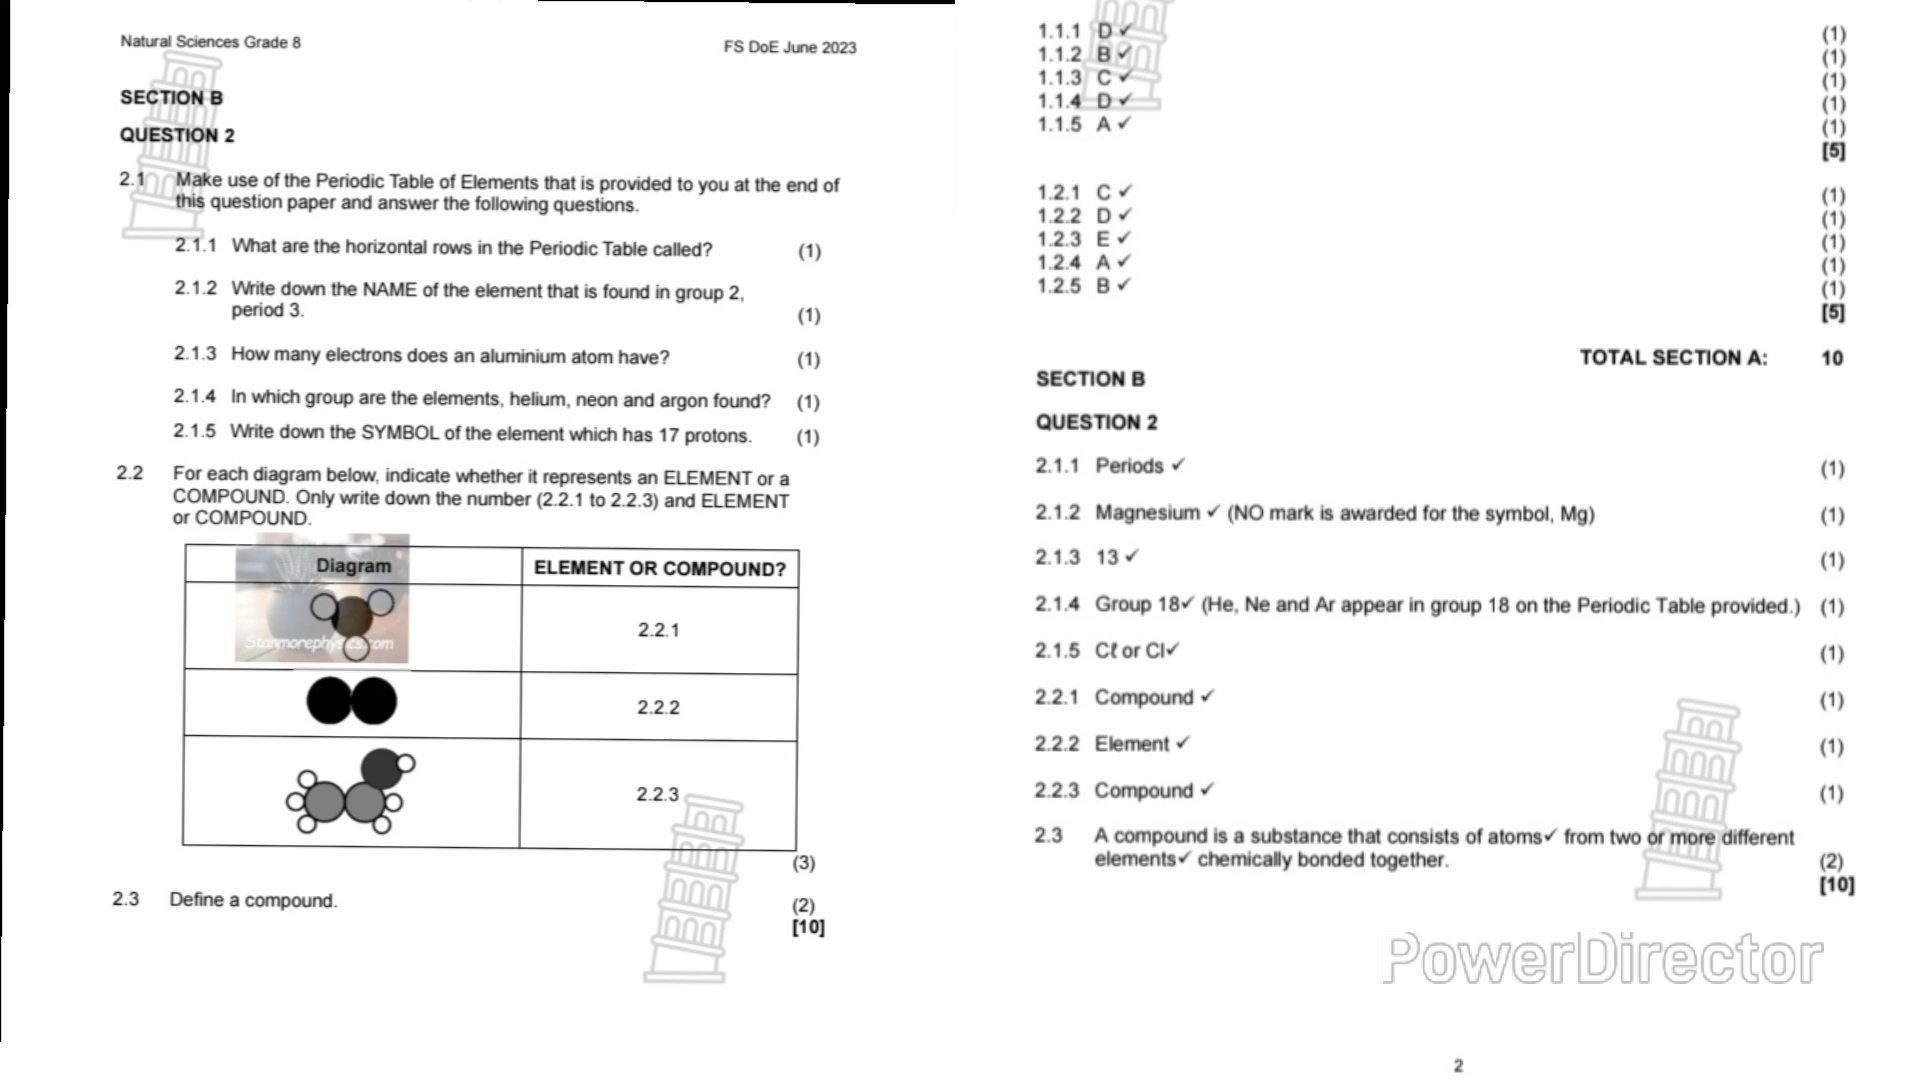 Natural Sciences Grade 8
FS DoE June 2023
SECTION B
QUESTION 2
2.1 Make use of the Periodic Table of Elements that is provided to you at the end of
this question paper and answer the following questions.
2.1.1 What are the horizontal rows in the Periodic Table called? (1)
2.1.2 Write down the NAME of the element that is found in group 2,
period 3. (1)
2.1.3 How many electrons does an aluminium atom have? (1)
2.1.4 In which group are the elements, helium, neon and argon found? (1)
2.1.5 Write down the SYMBOL of the element which has 17 protons. (1)
2.2 For each diagram below, indicate whether it represents an ELEMENT or a
COMPOUND. Only write down the number (2.2.1 to 2.2.3) and ELEMENT
or COMPOUND.
Diagram ELEMENT OR COMPOUND?
2.2.1
Stanmorephysics.com
2.2.2
2.2.3
(3)
2.3 Define a compound. (2)
[10]
1.1.1 D ✓ (1)
1.1.2 B ✓ (1)
1.1.3 C ✓ (1)
1.1.4 D ✓ (1)
1.1.5 A ✓ (1)
[5]
1.2.1 C ✓ (1)
1.2.2 D ✓ (1)
1.2.3 E ✓ (1)
1.2.4 A ✓ (1)
1.2.5 B ✓ (1)
[5]
TOTAL SECTION A: 10
SECTION B
QUESTION 2
2.1.1 Periods ✓ (1)
2.1.2 Magnesium ✓ (NO mark is awarded for the symbol, Mg) (1)
2.1.3 13 ✓ (1)
2.1.4 Group 18✓ (He, Ne and Ar appear in group 18 on the Periodic Table provided.) (1)
2.1.5 Cℓ or Cl✓ (1)
2.2.1 Compound ✓ (1)
2.2.2 Element ✓ (1)
2.2.3 Compound ✓ (1)
2.3 A compound is a substance that consists of atoms✓ from two or more different
elements✓ chemically bonded together. (2)
[10]
PowerDirector
2